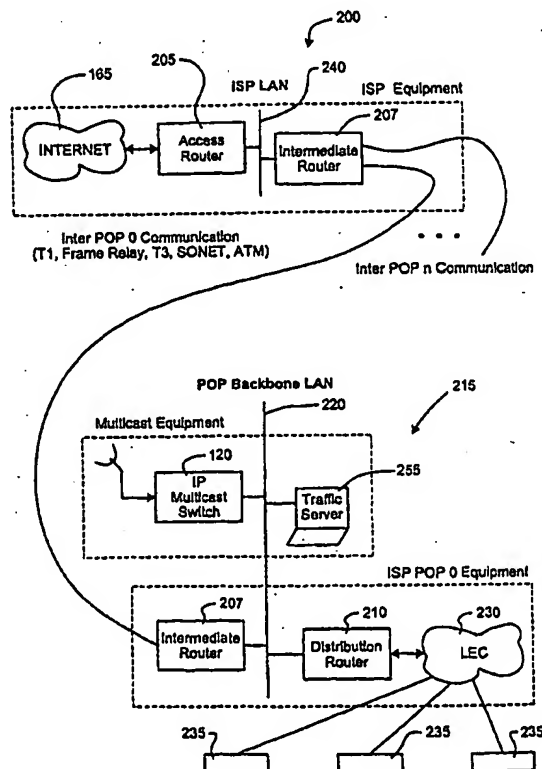 200
165
205
ISP LAN
240
ISP Equipment
207
INTERNET
Access
Router
Intermediate
Router
Inter POP 0 Communication
(T1, Frame Relay, T3, SONET, ATM)
Inter POP n Communication
POP Backbone LAN
220
215
Multicast Equipment
120
IP
Multicast
Switch
255
Traffic
Server
ISP POP 0 Equipment
207
Intermediate
Router
210
Distribution
Router
230
LEC
235
235
235